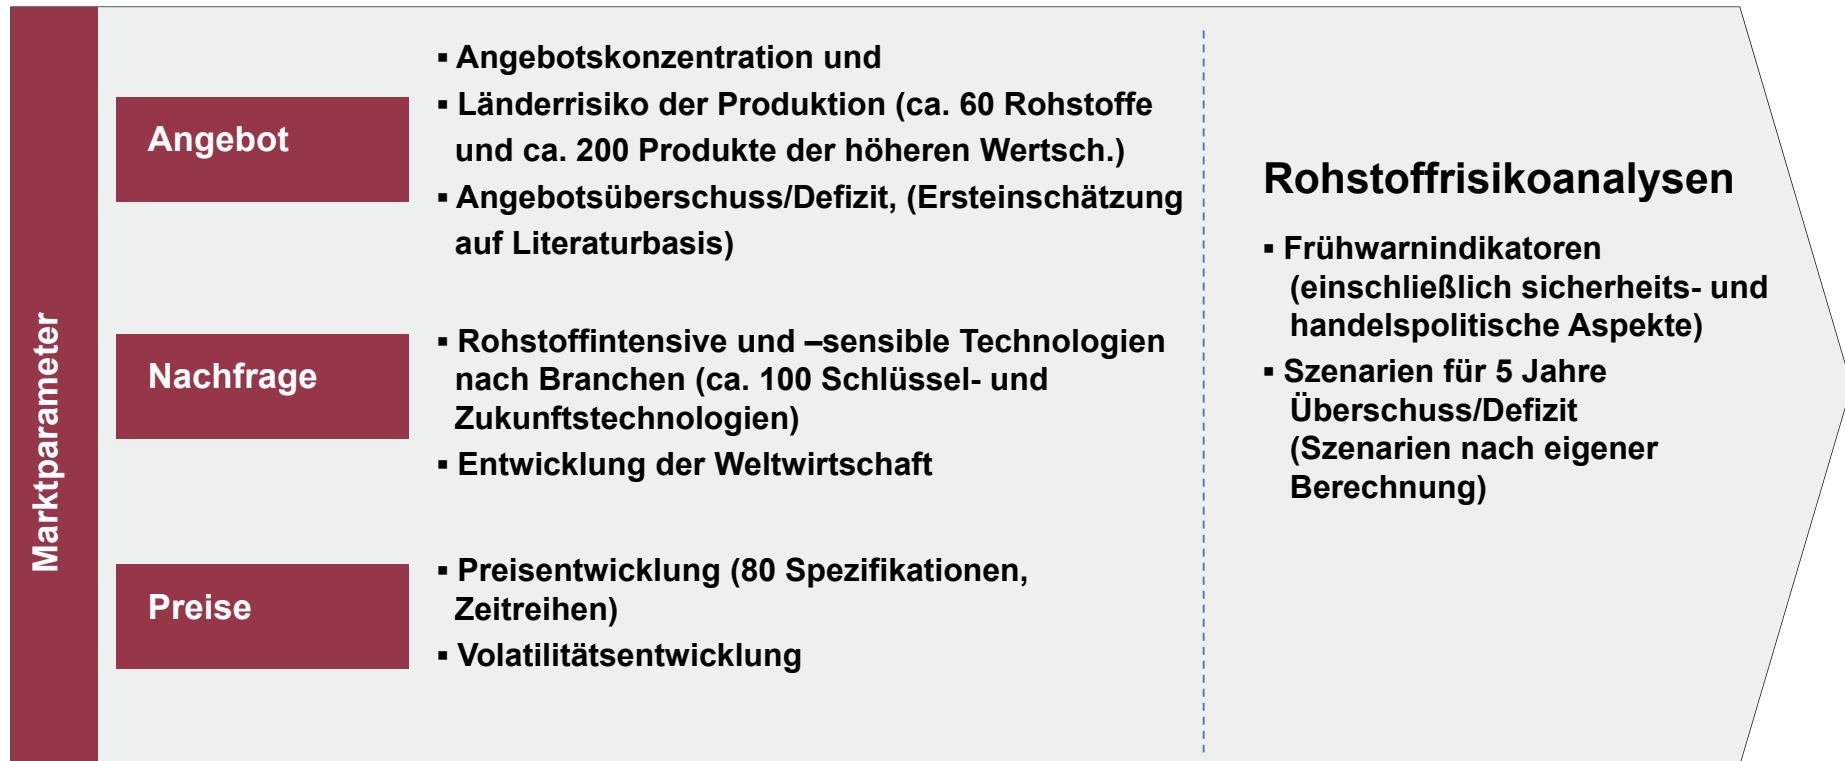 Marktparameter
Angebot
▪ Angebotskonzentration und
▪ Länderrisiko der Produktion (ca. 60 Rohstoffe
und ca. 200 Produkte der höheren Wertsch.)
▪ Angebotsüberschuss/Defizit, (Ersteinschätzung
auf Literaturbasis)
Nachfrage
▪ Rohstoffintensive und –sensible Technologien
nach Branchen (ca. 100 Schlüssel- und
Zukunftstechnologien)
▪ Entwicklung der Weltwirtschaft
Preise
▪ Preisentwicklung (80 Spezifikationen,
Zeitreihen)
▪ Volatilitätsentwicklung
Rohstoffrisikoanalysen
▪ Frühwarnindikatoren
(einschließlich sicherheits- und
handelspolitische Aspekte)
▪ Szenarien für 5 Jahre
Überschuss/Defizit
(Szenarien nach eigener
Berechnung)